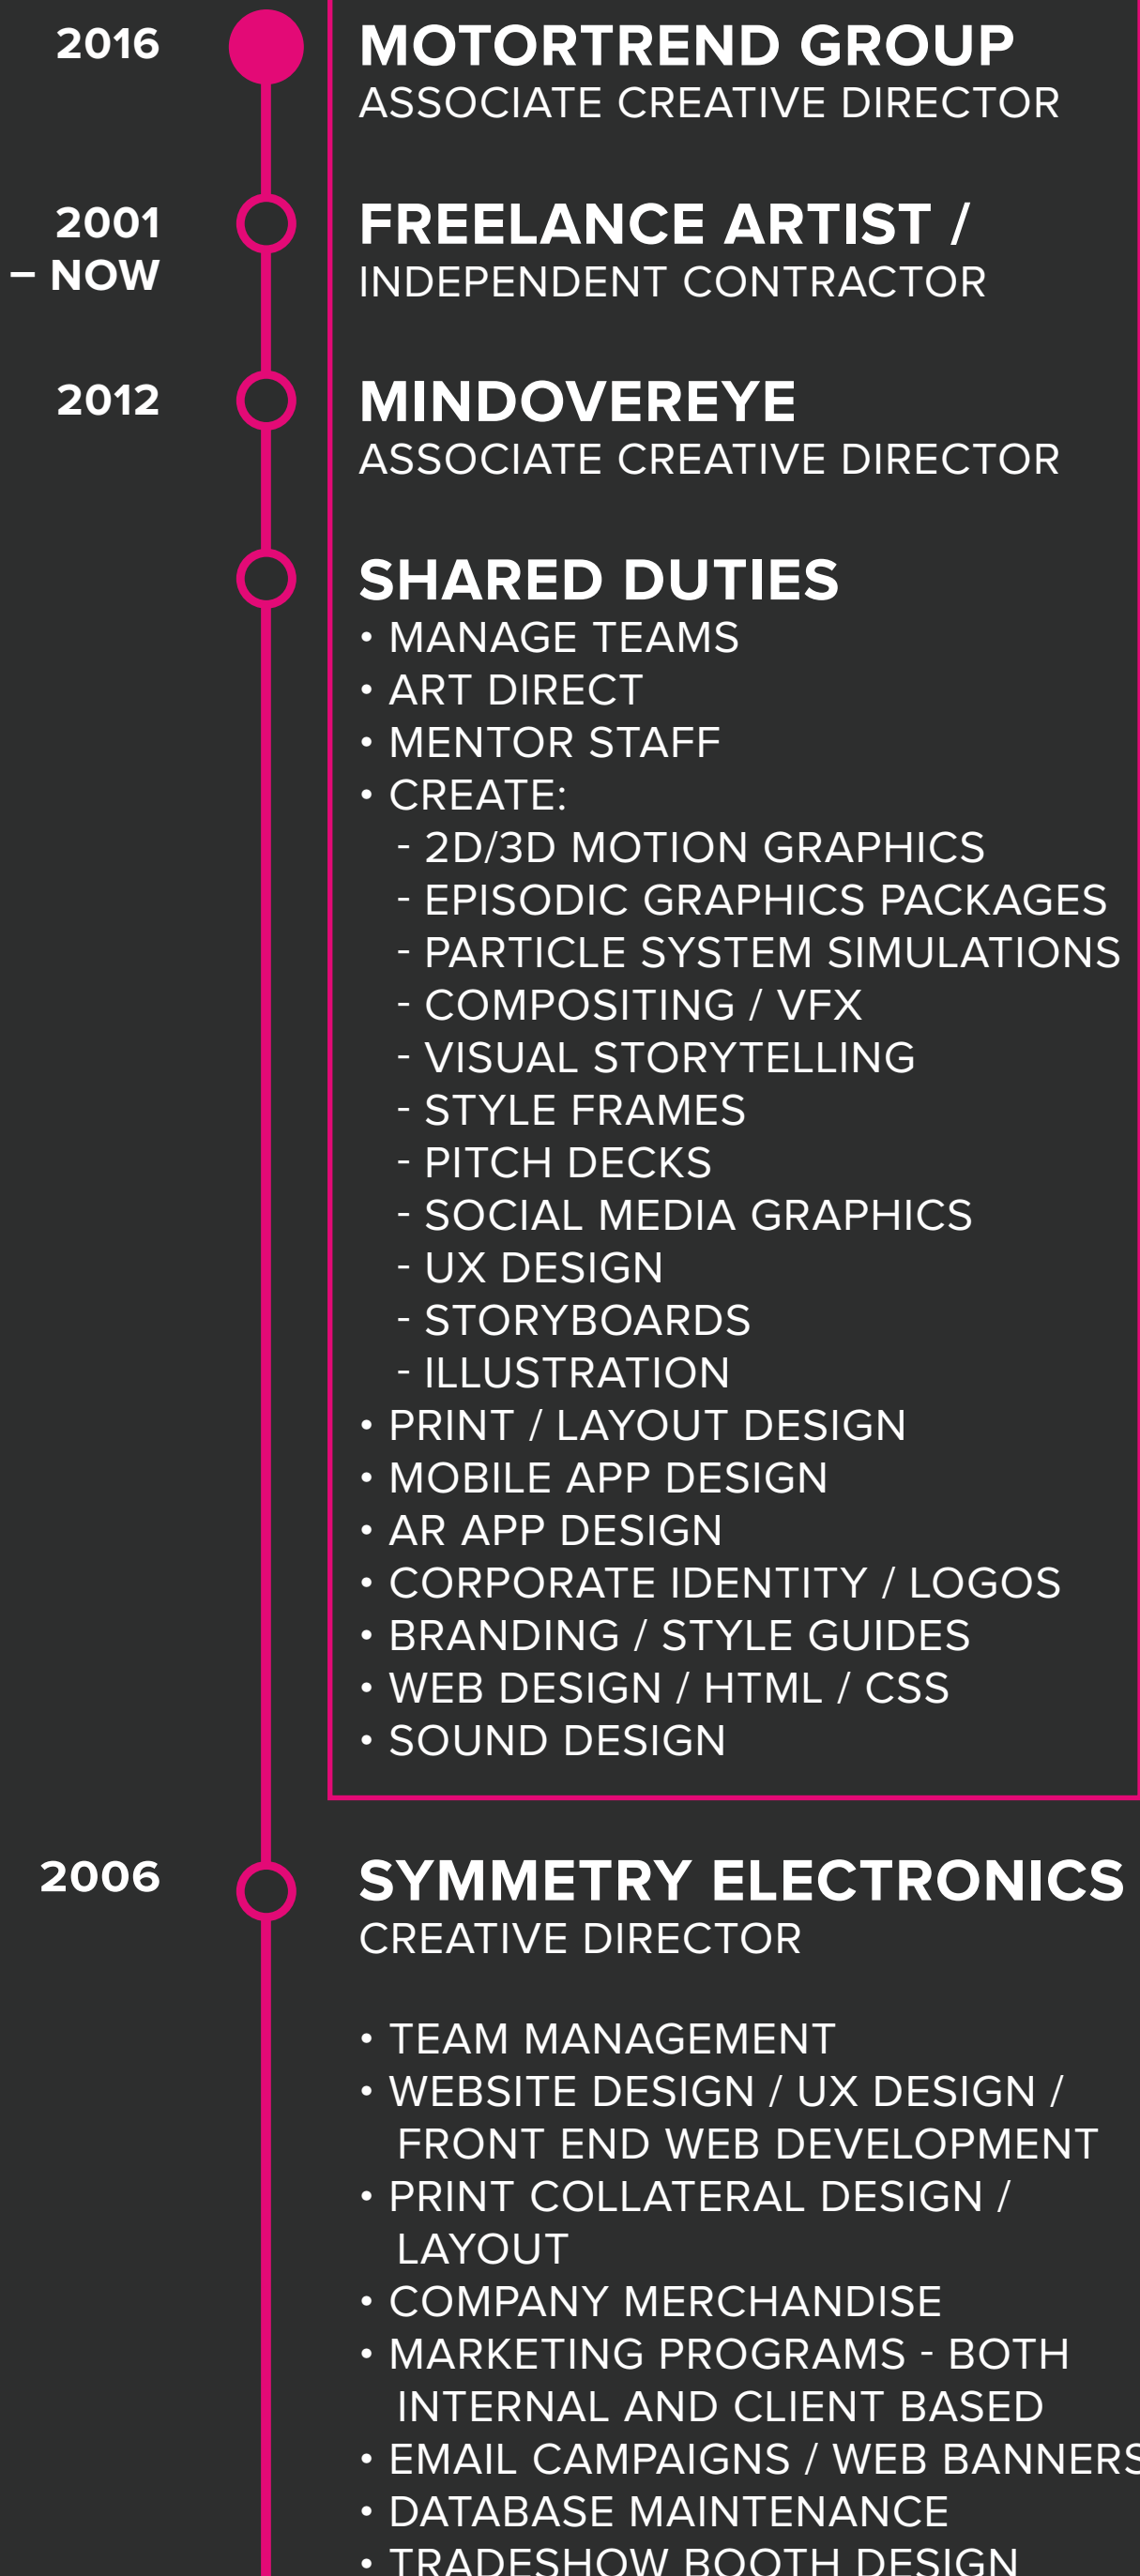 2016
MOTORTREND GROUP
ASSOCIATE CREATIVE DIRECTOR
2001
– NOW
FREELANCE ARTIST /
INDEPENDENT CONTRACTOR
2012
MINDOVEREYE
ASSOCIATE CREATIVE DIRECTOR
SHARED DUTIES
• MANAGE TEAMS
• ART DIRECT
• MENTOR STAFF
• CREATE:
- 2D/3D MOTION GRAPHICS
- EPISODIC GRAPHICS PACKAGES
- PARTICLE SYSTEM SIMULATIONS
- COMPOSITING / VFX
- VISUAL STORYTELLING
- STYLE FRAMES
- PITCH DECKS
- SOCIAL MEDIA GRAPHICS
- UX DESIGN
- STORYBOARDS
- ILLUSTRATION
• PRINT / LAYOUT DESIGN
• MOBILE APP DESIGN
• AR APP DESIGN
• CORPORATE IDENTITY / LOGOS
• BRANDING / STYLE GUIDES
• WEB DESIGN / HTML / CSS
• SOUND DESIGN
2006
SYMMETRY ELECTRONICS
CREATIVE DIRECTOR
• TEAM MANAGEMENT
• WEBSITE DESIGN / UX DESIGN /
FRONT END WEB DEVELOPMENT
• PRINT COLLATERAL DESIGN /
LAYOUT
• COMPANY MERCHANDISE
• MARKETING PROGRAMS - BOTH
INTERNAL AND CLIENT BASED
• EMAIL CAMPAIGNS / WEB BANNERS
• DATABASE MAINTENANCE
• TRADESHOW BOOTH DESIGN